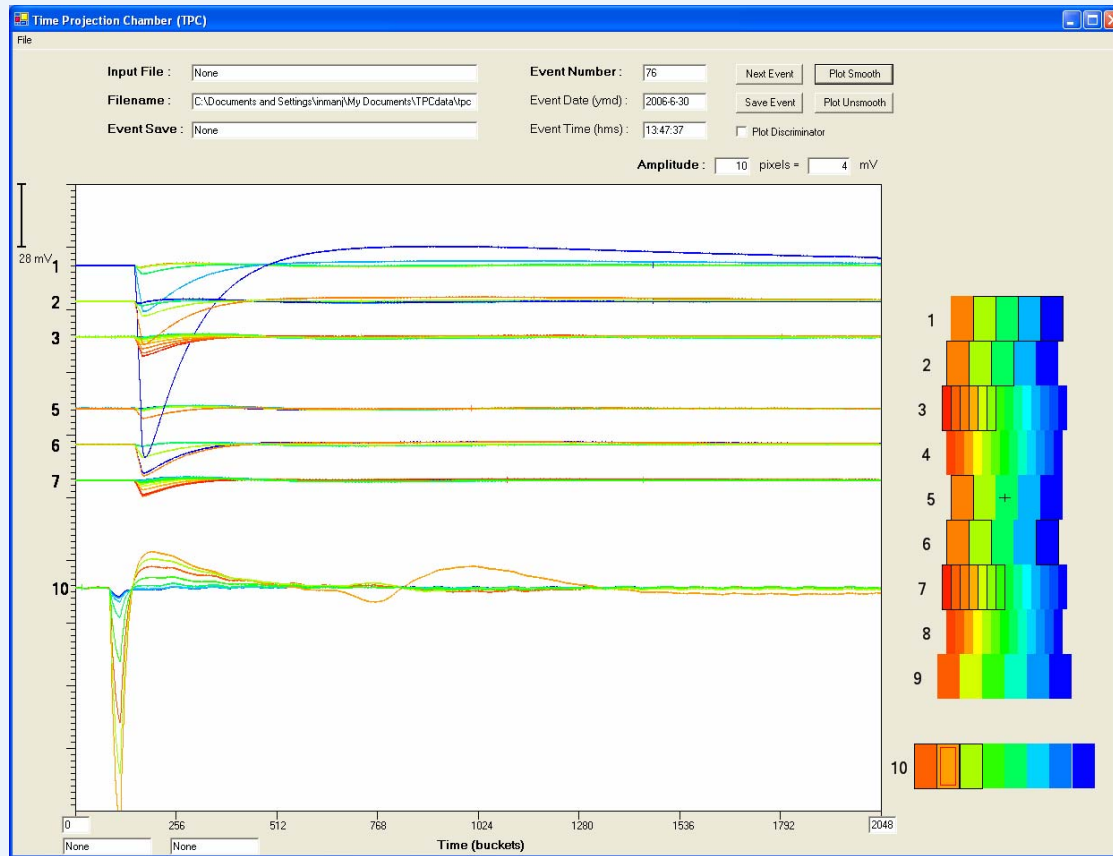 Time Projection Chamber (TPC)
File
Input File : None Event Number : 76 Next Event Plot Smooth
Filename : C:\Documents and Settings\inmanj\My Documents\TPCdata\tpc Event Date (ymd) : 2006-6-30 Save Event Plot Unsmooth
Event Save : None Event Time (hms) : 13:47:37 Plot Discriminator
Amplitude : 10 pixels = 4 mV
28 mV
1
2
3
5
6
7
10
1
2
3
4
5
6
7
8
9
10
0 256 512 768 1024 1280 1536 1792 2048
None None Time (buckets)